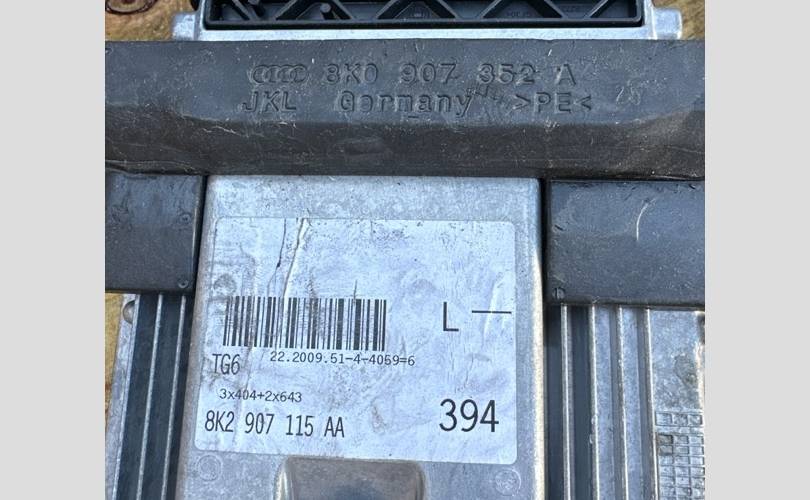 8K0 907 352 A
JKL Germany >PE<
L —
22.2009.51-4-4059=6
TG6
3x404+2x643
8K2 907 115 AA
394